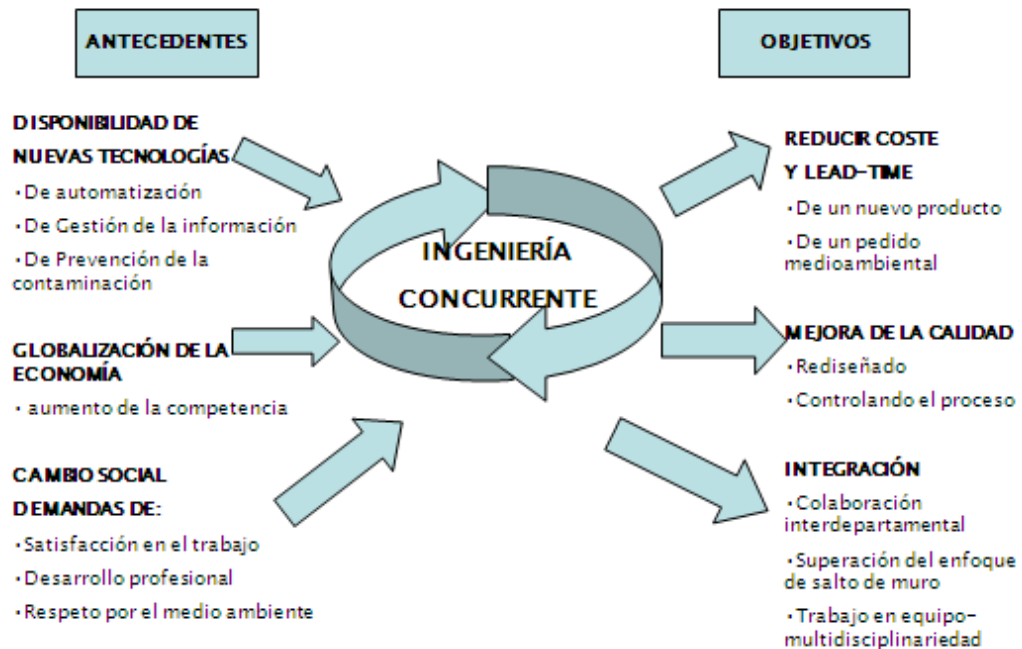 ANTECEDENTES
DISPONIBILIDAD DE
NUEVAS TECNOLOGÍAS
•De automatización
•De Gestión de la información
•De Prevención de la
contaminación
GLOBALIZACIÓN DE LA
ECONOMÍA
• aumento de la competencia
CAMBIO SOCIAL
DEMANDAS DE:
•Satisfacción en el trabajo
•Desarrollo profesional
•Respeto por el medio ambiente
INGENIERÍA
CONCURRENTE
OBJETIVOS
REDUCIR COSTE
Y LEAD-TIME
•De un nuevo producto
•De un pedido
medioambiental
MEJORA DE LA CALIDAD
•Rediseñado
•Controlando el proceso
INTEGRACIÓN
•Colaboración
interdepartamental
•Superación del enfoque
de salto de muro
•Trabajo en equipo-
multidisciplinariedad